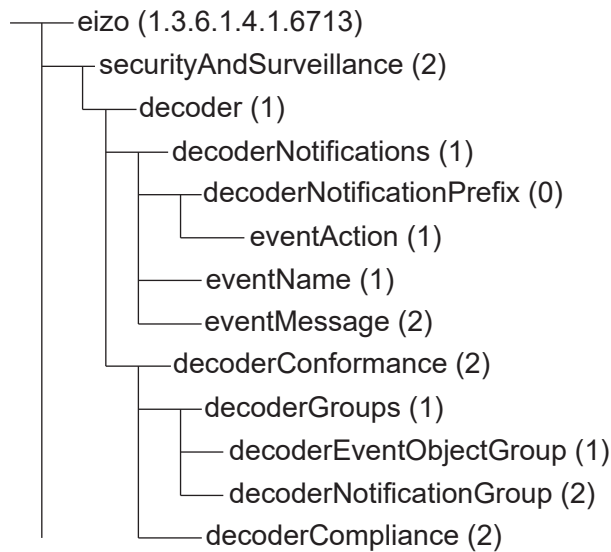 eizo (1.3.6.1.4.1.6713)
securityAndSurveillance (2)
decoder (1)
decoderNotifications (1)
decoderNotificationPrefix (0)
eventAction (1)
eventName (1)
eventMessage (2)
decoderConformance (2)
decoderGroups (1)
decoderEventObjectGroup (1)
decoderNotificationGroup (2)
decoderCompliance (2)